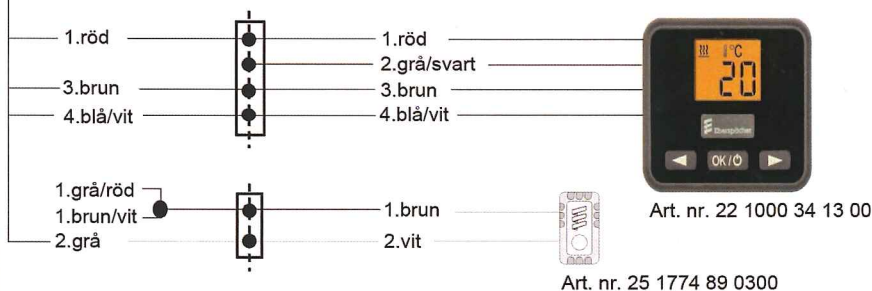 1.röd
1.röd
2.grå/svart
3.brun
3.brun
4.blå/vit
4.blå/vit
°C
20
Eberspächer
OK/
Art. nr. 22 1000 34 13 00
1.grå/röd
1.brun/vit
1.brun
2.grå
2.vit
Art. nr. 25 1774 89 0300